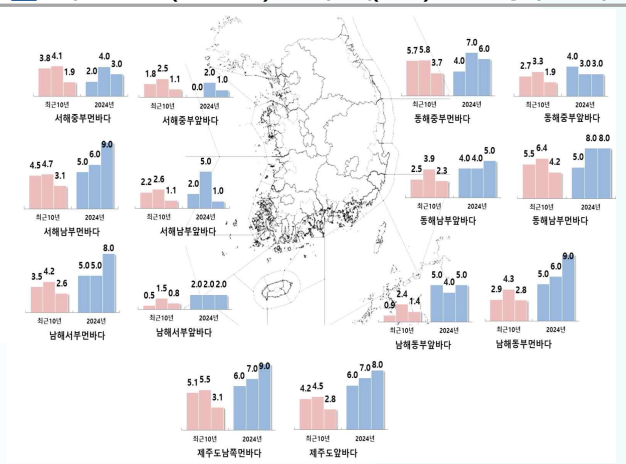 3.8 4.1 1.9 2.0 4.0 3.0
최근10년 2024년
서해중부먼바다
1.8 2.5 1.1 0.0 2.0 1.0
최근10년 2024년
서해중부앞바다
5.7 5.8 3.7 4.0 7.0 6.0
최근10년 2024년
동해중부먼바다
2.7 3.3 1.9 4.0 3.0 3.0
최근10년 2024년
동해중부앞바다
4.5 4.7 3.1 5.0 6.0 9.0
최근10년 2024년
서해남부먼바다
2.2 2.6 1.1 2.0 5.0 1.0
최근10년 2024년
서해남부앞바다
2.5 3.9 2.3 4.0 4.0 5.0
최근10년 2024년
동해남부앞바다
5.5 6.4 4.2 5.0 8.0 8.0
최근10년 2024년
동해남부먼바다
3.5 4.2 2.6 5.0 5.0 8.0
최근10년 2024년
남해서부먼바다
0.5 1.5 0.8 2.0 2.0 2.0
최근10년 2024년
남해서부앞바다
0.9 2.4 1.4 5.0 4.0 5.0
최근10년 2024년
남해동부앞바다
2.9 4.3 2.8 5.0 6.0 9.0
최근10년 2024년
남해동부먼바다
5.1 5.5 3.1 6.0 7.0 9.0
최근10년 2024년
제주도남쪽먼바다
4.2 4.5 2.8 6.0 7.0 8.0
최근10년 2024년
제주도앞바다